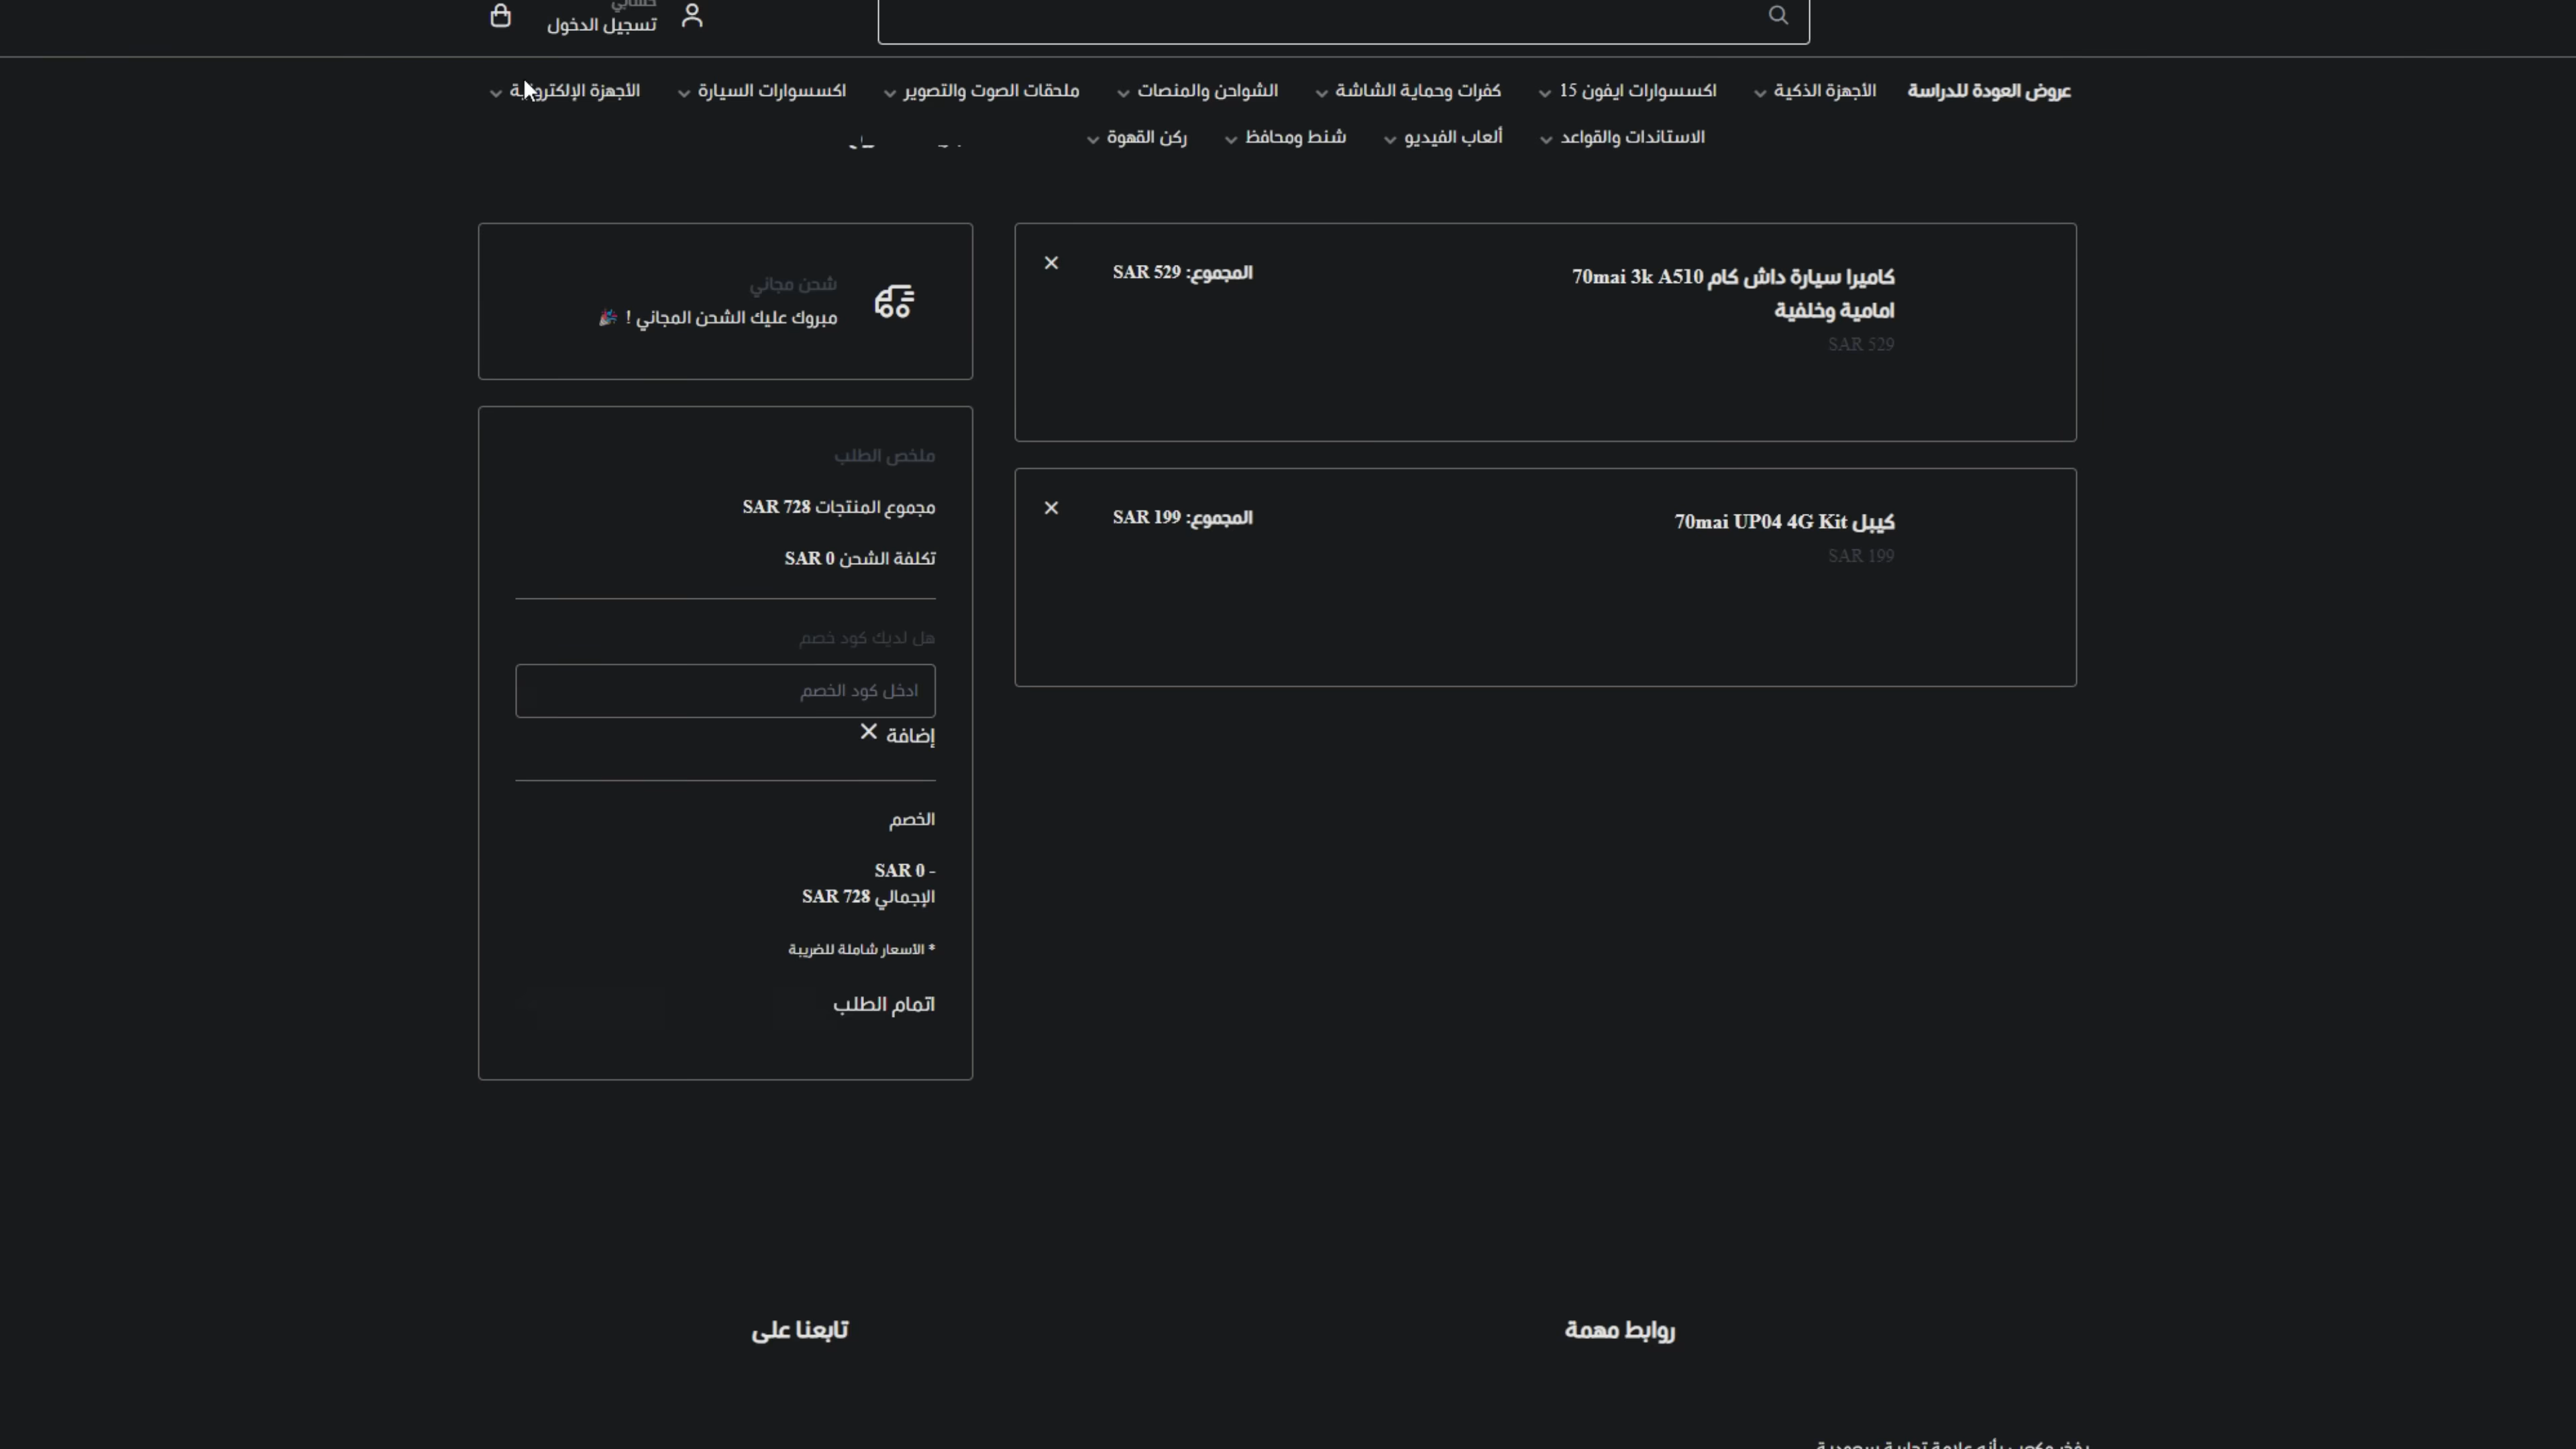 تسجيل الدخول
عروض العودة للدراسة
الأجهزة الذكية
اكسسوارات ايفون 15
كفرات وحماية الشاشة
الشواحن والمنصات
ملحقات الصوت والتصوير
اكسسوارات السيارة
الأجهزة الإلكترونية
الاستاندات والقواعد
ألعاب الفيديو
شنط ومحافظ
ركن القهوة
كاميرا سيارة داش كام 70mai 3k A510
امامية وخلفية
SAR 529
المجموع: SAR 529
كيبل 70mai UP04 4G Kit
SAR 199
المجموع: SAR 199
شحن مجاني
مبروك عليك الشحن المجاني ! 🎉
ملخص الطلب
مجموع المنتجات SAR 728
تكلفة الشحن SAR 0
هل لديك كود خصم
ادخل كود الخصم
إضافة
الخصم
- SAR 0
الإجمالي SAR 728
* الأسعار شاملة للضريبة
اتمام الطلب
روابط مهمة
تابعنا على